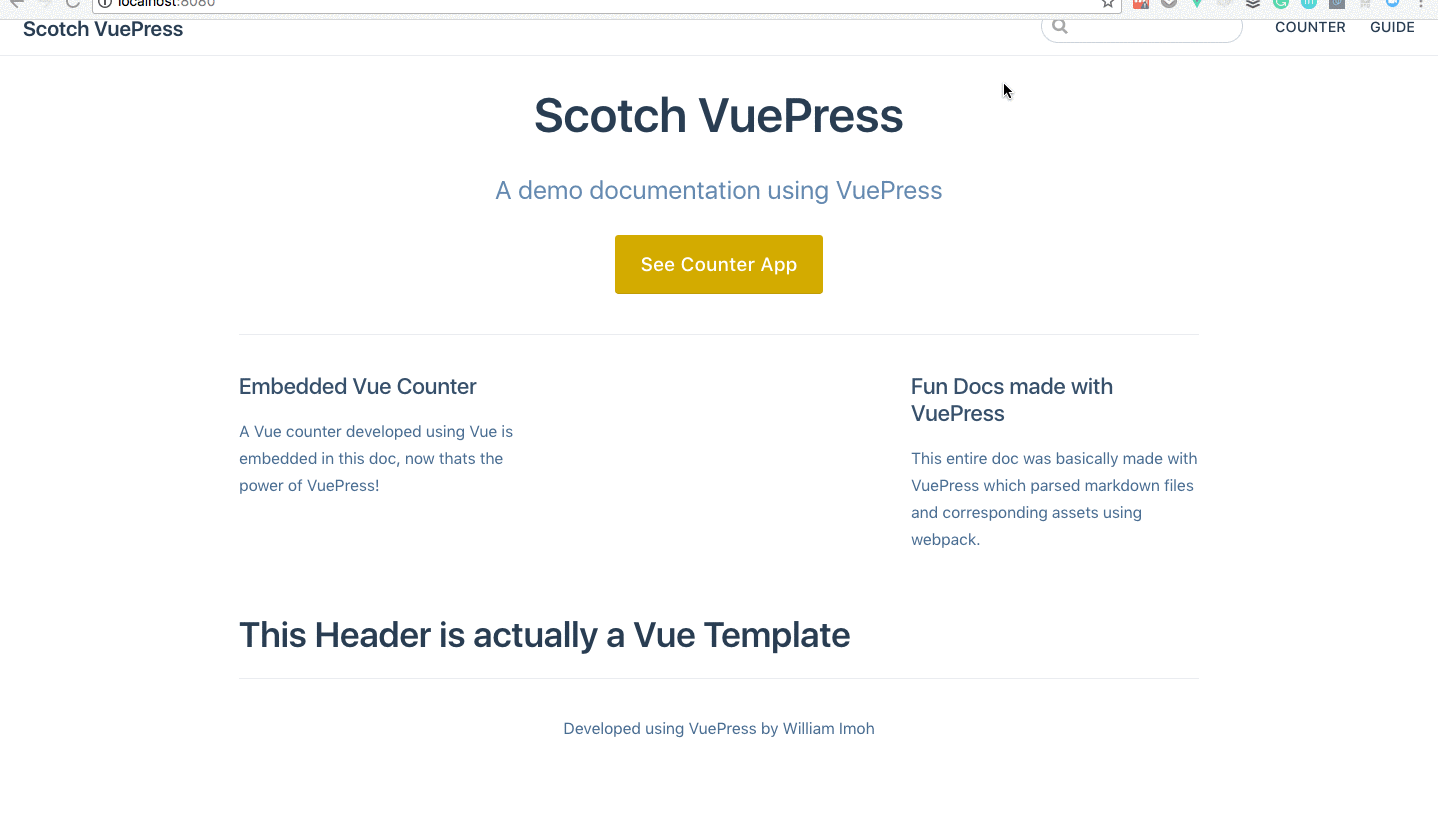 localhost:8080
Scotch VuePress
COUNTER
GUIDE
Scotch VuePress
A demo documentation using VuePress
See Counter App
Embedded Vue Counter
A Vue counter developed using Vue is
embedded in this doc, now thats the
power of VuePress!
Fun Docs made with
VuePress
This entire doc was basically made with
VuePress which parsed markdown files
and corresponding assets using
webpack.
This Header is actually a Vue Template
Developed using VuePress by William Imoh